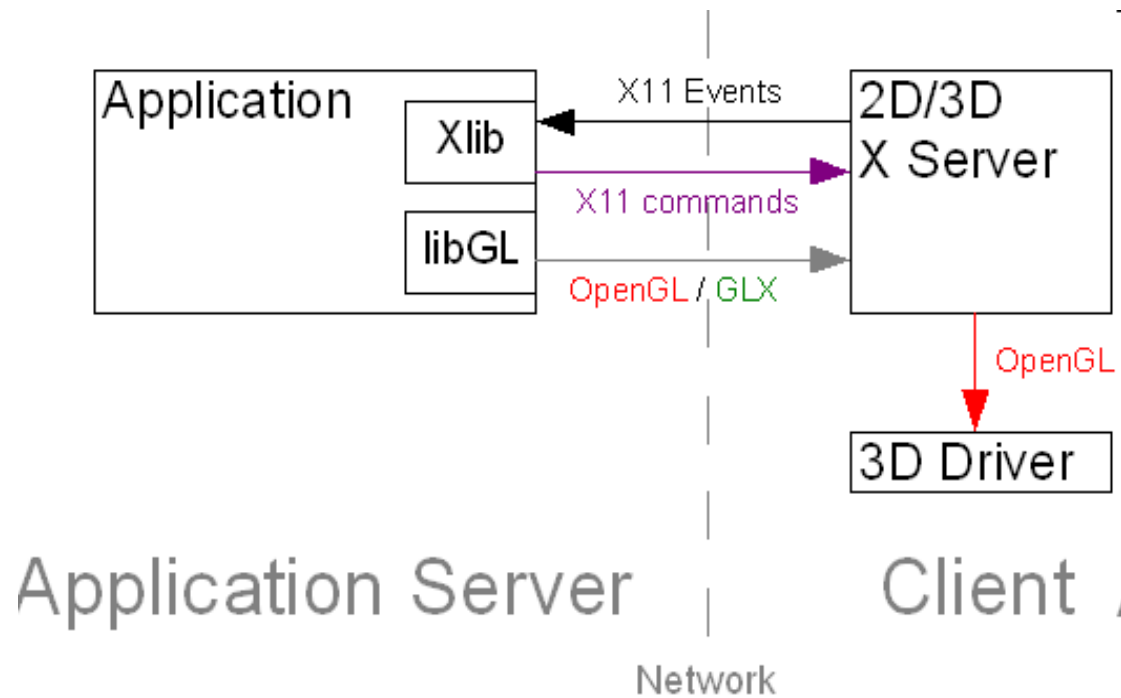 Application
Xlib
libGL
X11 Events
X11 commands
OpenGL / GLX
2D/3D
X Server
OpenGL
3D Driver
Application Server
Client
Network